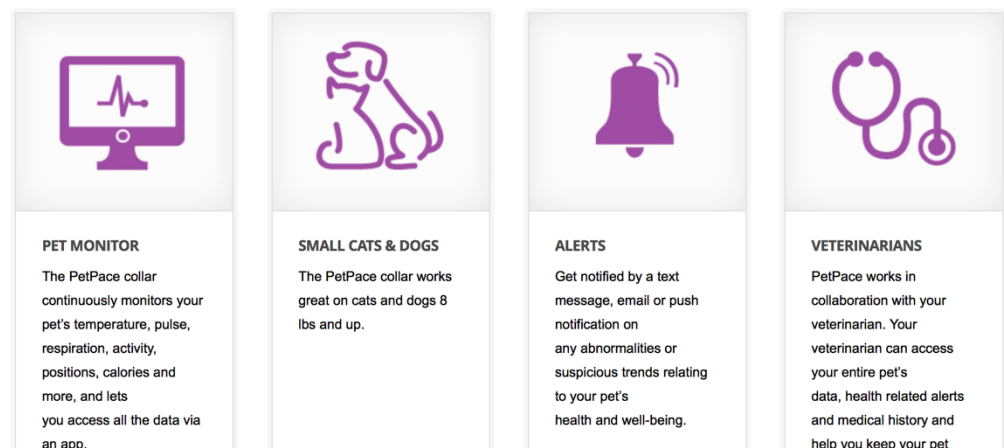 PET MONITOR
The PetPace collar
continuously monitors your
pet's temperature, pulse,
respiration, activity,
positions, calories and
more, and lets
you access all the data via
an app.
SMALL CATS & DOGS
The PetPace collar works
great on cats and dogs 8
lbs and up.
ALERTS
Get notified by a text
message, email or push
notification on
any abnormalities or
suspicious trends relating
to your pet's
health and well-being.
VETERINARIANS
PetPace works in
collaboration with your
veterinarian. Your
veterinarian can access
your entire pet's
data, health related alerts
and medical history and
help you keep your pet